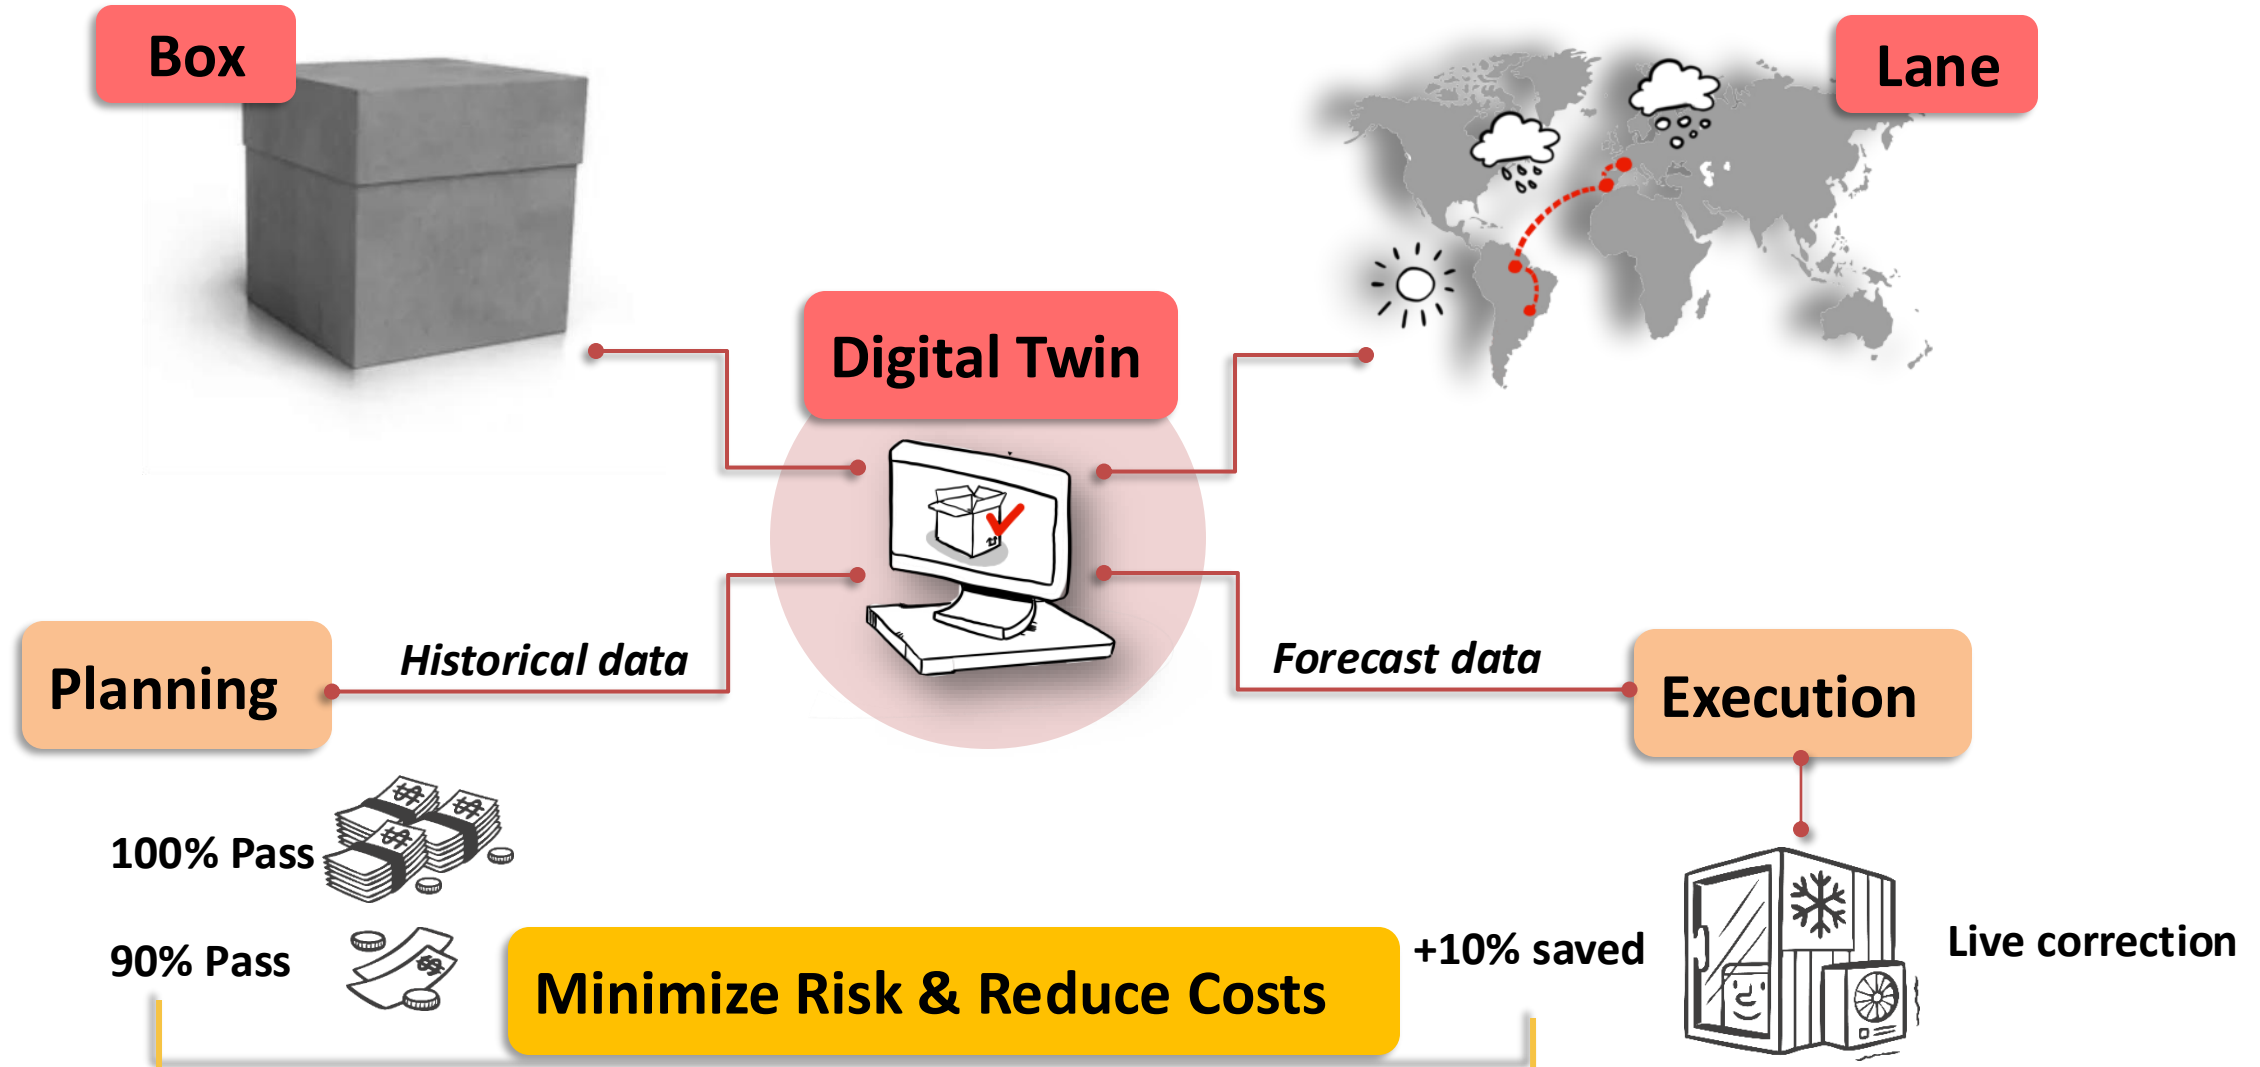 Box
Lane
Digital Twin
Historical data
Forecast data
Planning
Execution
100% Pass
90% Pass
Minimize Risk & Reduce Costs
+10% saved
Live correction